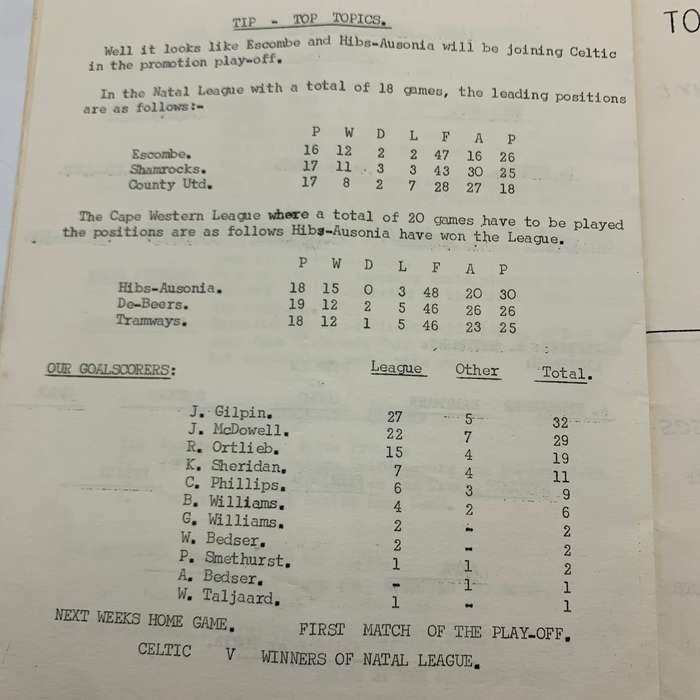 TIP - TOP TOPICS.
Well it looks like Escombe and Hibs-Ausonia will be joining Celtic
in the promotion play-off.
In the Natal League with a total of 18 games, the leading positions
are as follows:-
P W D L F A P
Escombe. 16 12 2 2 47 16 26
Shamrocks. 17 11 3 3 43 30 25
County Utd. 17 8 2 7 28 27 18
The Cape Western League where a total of 20 games have to be played
the positions are as follows Hibs-Ausonia have won the League.
P W D L F A P
Hibs-Ausonia. 18 15 0 3 48 20 30
De-Beers. 19 12 2 5 46 26 26
Tramways. 18 12 1 5 46 23 25
OUR GOALSCORERS: League Other Total.
J. Gilpin. 27 5 32
J. McDowell. 22 7 29
R. Ortlieb. 15 4 19
K. Sheridan. 7 4 11
C. Phillips. 6 3 9
B. Williams. 4 2 6
G. Williams. 2 - 2
W. Bedser. 2 - 2
P. Smethurst. 1 1 2
A. Bedser. - 1 1
W. Taljaard. 1 - 1
NEXT WEEKS HOME GAME. FIRST MATCH OF THE PLAY-OFF.
CELTIC V WINNERS OF NATAL LEAGUE.
TO